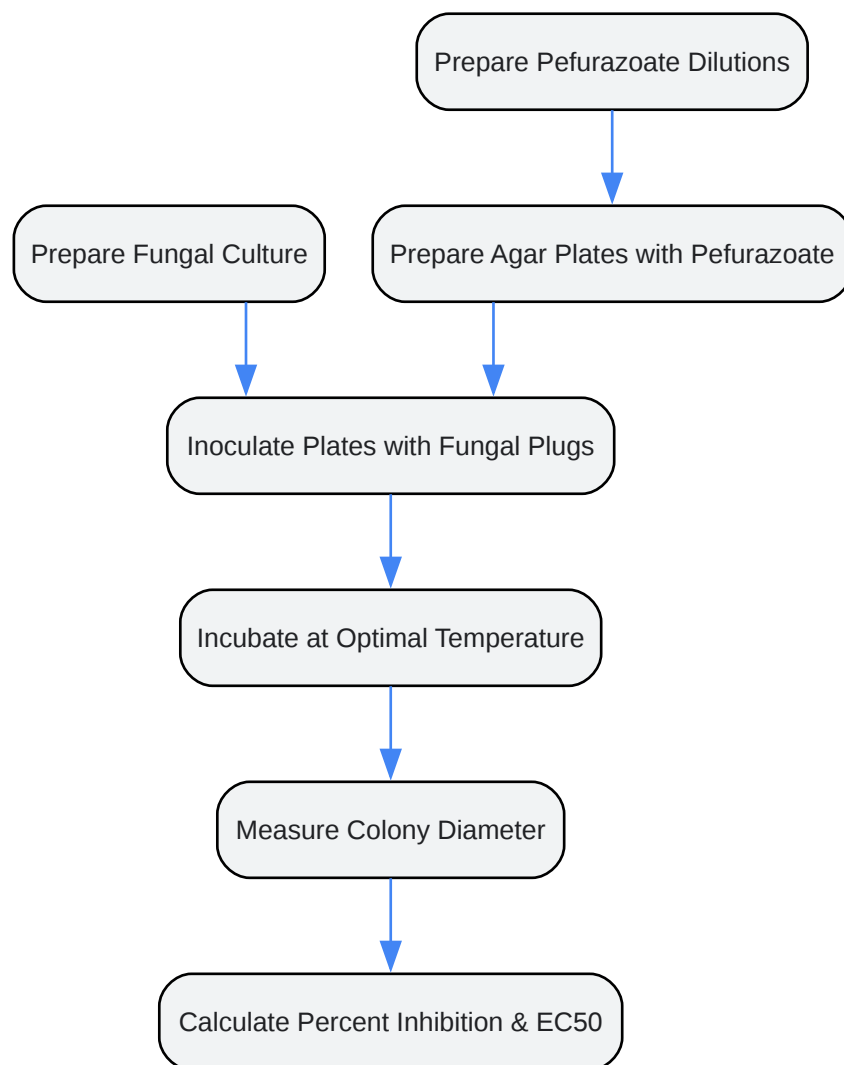 Prepare Pefurazoate Dilutions
Prepare Fungal Culture
Prepare Agar Plates with Pefurazoate
Inoculate Plates with Fungal Plugs
Incubate at Optimal Temperature
Measure Colony Diameter
Calculate Percent Inhibition & EC50